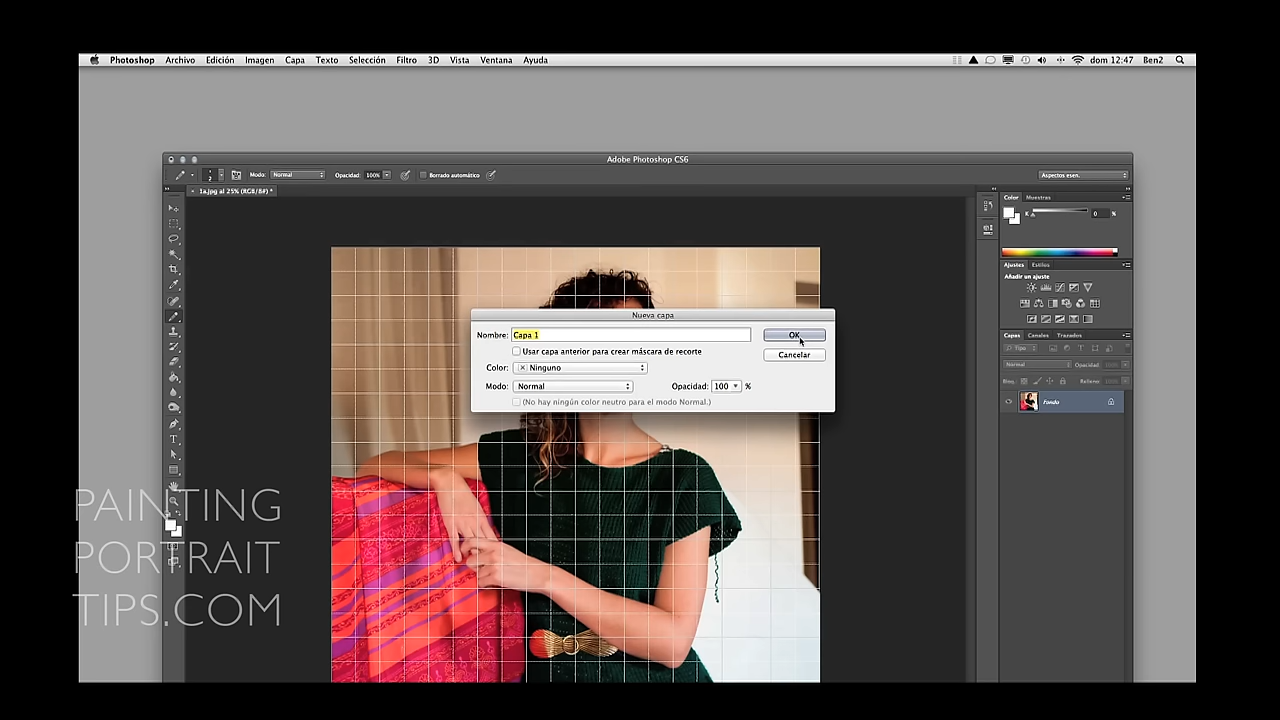 Photoshop Archivo Edición Imagen Capa Texto Selección Filtro 3D Vista Ventana Ayuda dom 12:47 Ben2
Adobe Photoshop CS6
Modo: Normal Opacidad: 100% Borrado automático Aspectos esen.
× 1a.jpg al 25% (RGB/8#) *
Color Muestras
K 0 %
Ajustes Estilos
Añadir un ajuste
Nueva capa
Nombre: Capa 1 OK
Usar capa anterior para crear máscara de recorte
Cancelar
Color: × Ninguno
Modo: Normal Opacidad: 100 %
(No hay ningún color neutro para el modo Normal.)
Capas Canales Trazados
Tipo
Normal Opacidad: 100%
Bloq.: Relleno:
Fondo
PAINTING
PORTRAIT
TIPS.COM